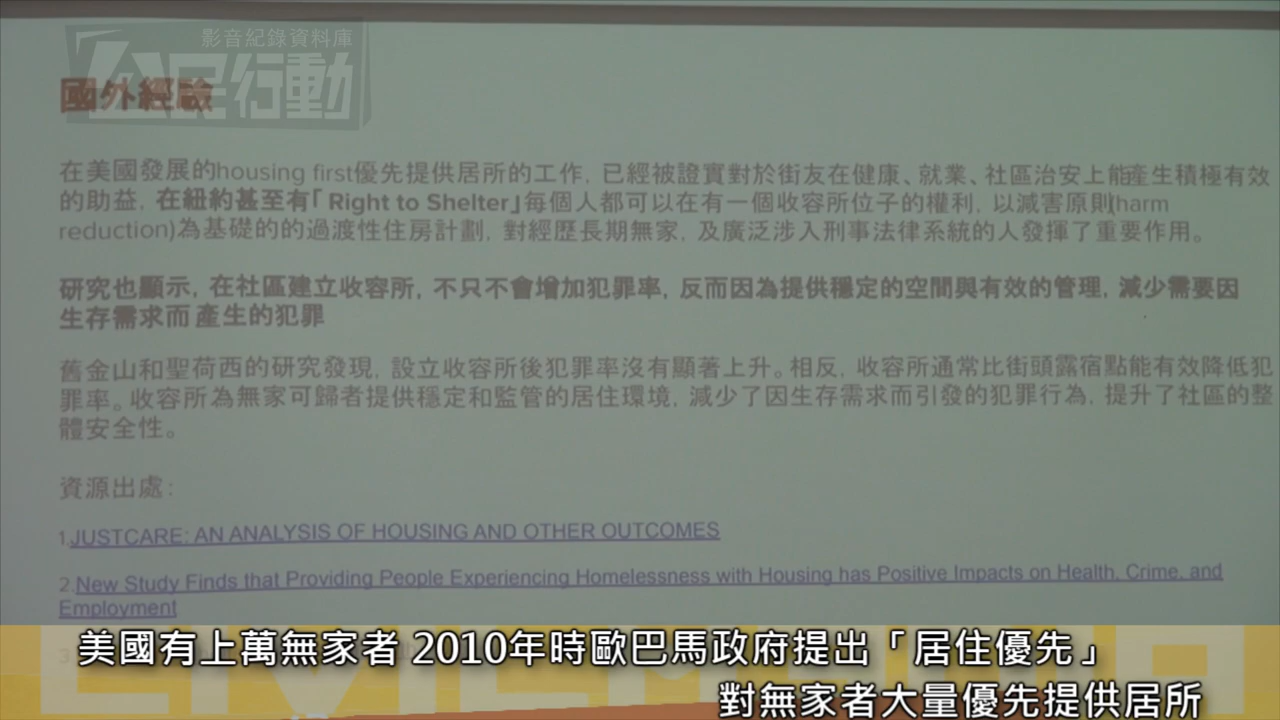 影音紀錄資料庫
公民行動
國外經驗
在美國發展的housing first優先提供居所的工作，已經被證實對於街友在健康、就業、社區治安上能產生積極有效
的助益，在紐約甚至有「Right to Shelter」每個人都可以在有一個收容所位子的權利，以減害原則(harm
reduction)為基礎的的過渡性住房計劃，對經歷長期無家，及廣泛涉入刑事法律系統的人發揮了重要作用。
研究也顯示，在社區建立收容所，不只不會增加犯罪率，反而因為提供穩定的空間與有效的管理，減少需要因
生存需求而產生的犯罪
舊金山和聖荷西的研究發現，設立收容所後犯罪率沒有顯著上升。相反，收容所通常比街頭露宿點能有效降低犯
罪率。收容所為無家可歸者提供穩定和監管的居住環境，減少了因生存需求而引發的犯罪行為，提升了社區的整
體安全性。
資源出處：
1.JUSTCARE: AN ANALYSIS OF HOUSING AND OTHER OUTCOMES
2.New Study Finds that Providing People Experiencing Homelessness with Housing has Positive Impacts on Health, Crime, and
Employment
美國有上萬無家者 2010年時歐巴馬政府提出「居住優先」
對無家者大量優先提供居所